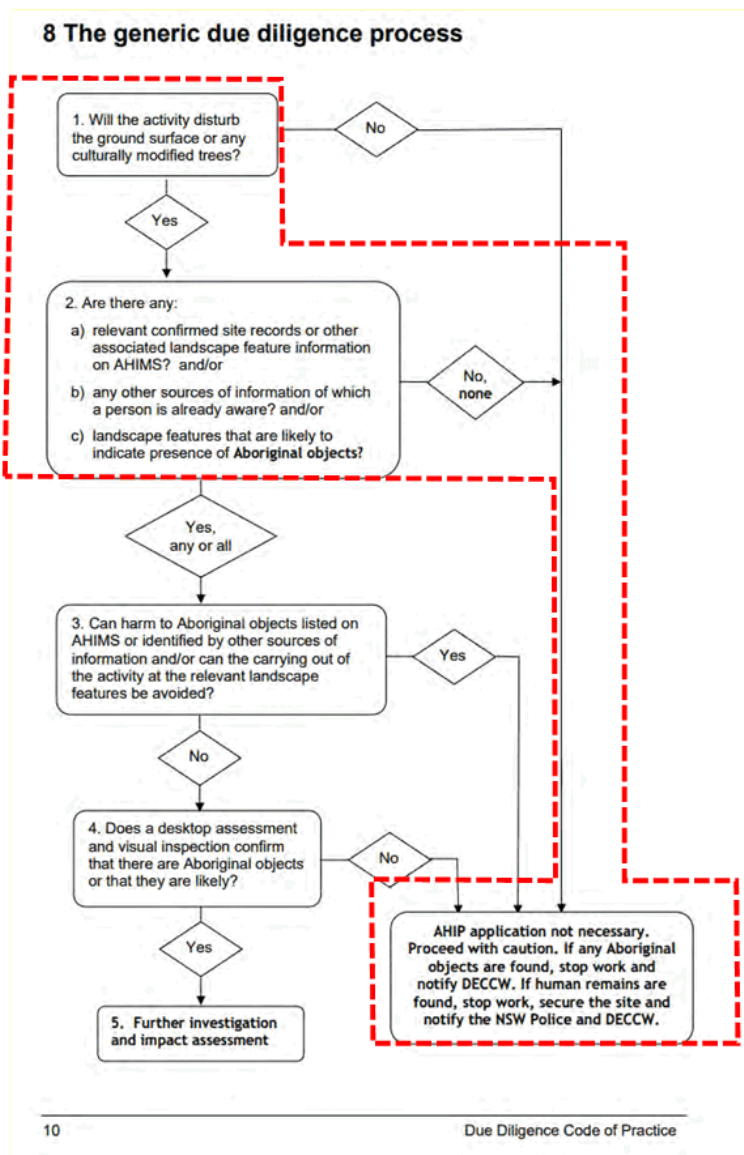 8 The generic due diligence process
1. Will the activity disturb
the ground surface or any
culturally modified trees?
No
Yes
2. Are there any:
a) relevant confirmed site records or other
associated landscape feature information
on AHIMS? and/or
b) any other sources of information of which
a person is already aware? and/or
c) landscape features that are likely to
indicate presence of Aboriginal objects?
No,
none
Yes,
any or all
3. Can harm to Aboriginal objects listed on
AHIMS or identified by other sources of
information and/or can the carrying out of
the activity at the relevant landscape
features be avoided?
Yes
No
4. Does a desktop assessment
and visual inspection confirm
that there are Aboriginal objects
or that they are likely?
No
Yes
AHIP application not necessary.
Proceed with caution. If any Aboriginal
objects are found, stop work and
notify DECCW. If human remains are
found, stop work, secure the site and
notify the NSW Police and DECCW.
5. Further investigation
and impact assessment
10
Due Diligence Code of Practice